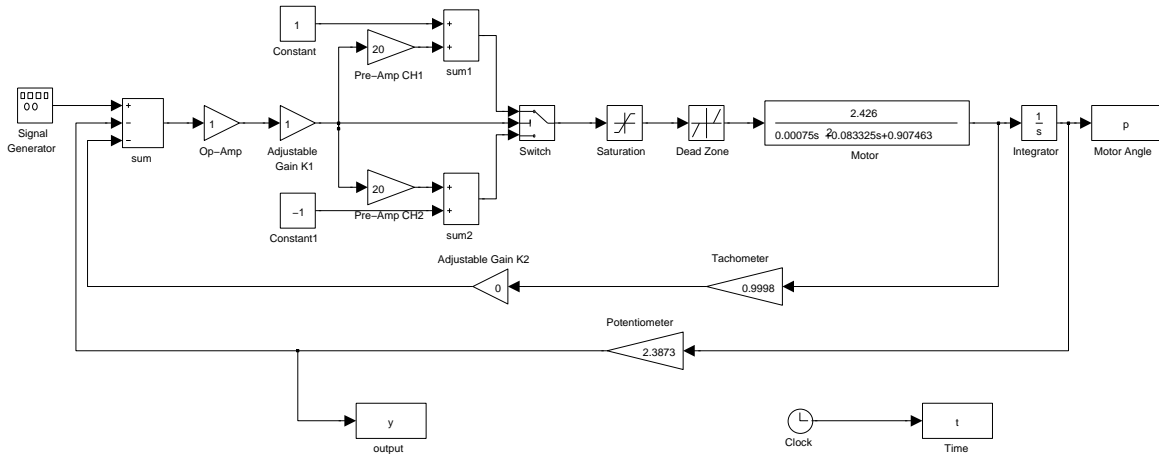 1
Constant
20
Pre-Amp CH1
+
+
sum1
Signal
Generator
+
−
−
sum
1
Op-Amp
1
Adjustable
Gain K1
Switch
Saturation
Dead Zone
2.426
0.00075s2+0.083325s+0.907463
Motor
1
s
Integrator
p
Motor Angle
−1
Constant1
20
Pre-Amp CH2
+
+
sum2
Adjustable Gain K2
0
Tachometer
0.9998
Potentiometer
2.3873
y
output
Clock
t
Time